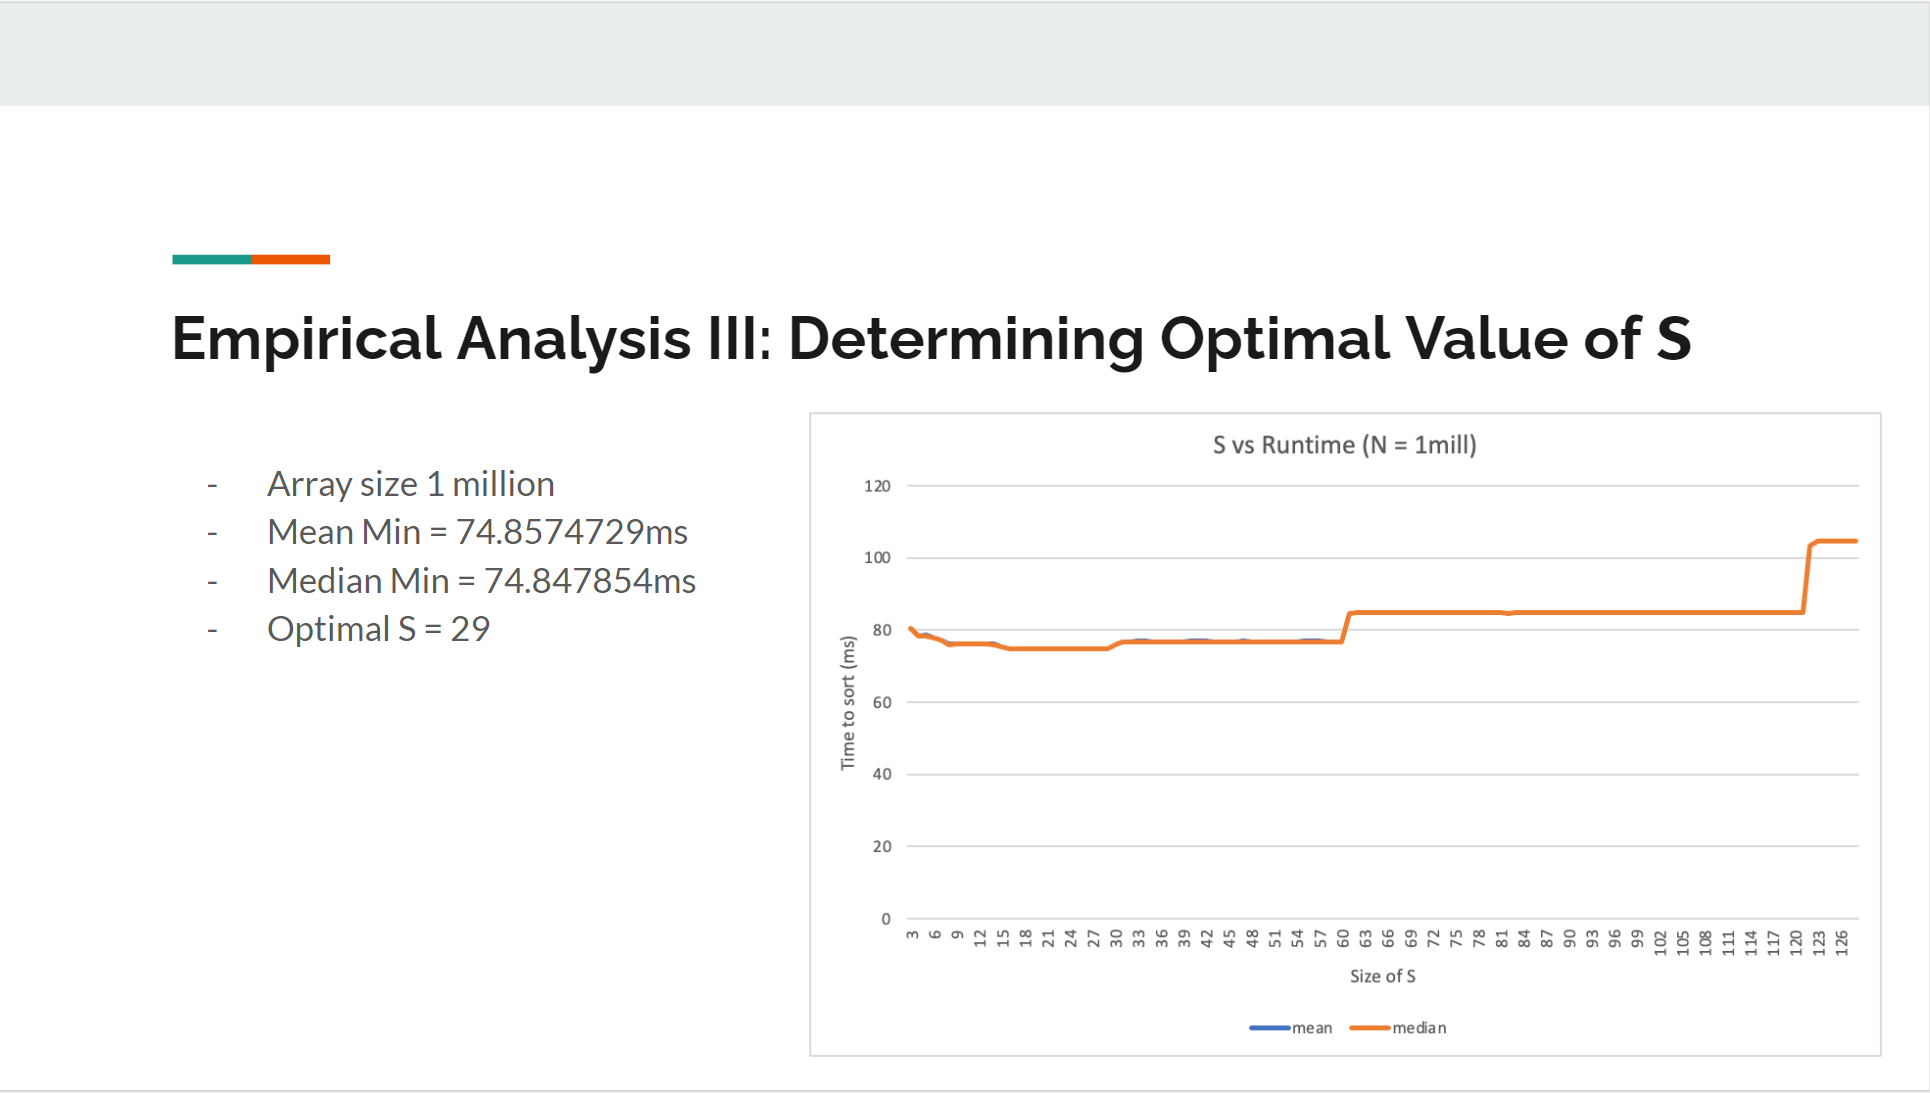 Empirical Analysis III: Determining Optimal Value of S
- Array size 1 million
- Mean Min = 74.8574729ms
- Median Min = 74.847854ms
- Optimal S = 29
S vs Runtime (N = 1mill)
120
100
80
60
40
20
0
Time to sort (ms)
3 6 9 12 15 18 21 24 27 30 33 36 39 42 45 48 51 54 57 60 63 66 69 72 75 78 81 84 87 90 93 96 99 102 105 108 111 114 117 120 123 126
Size of S
mean median